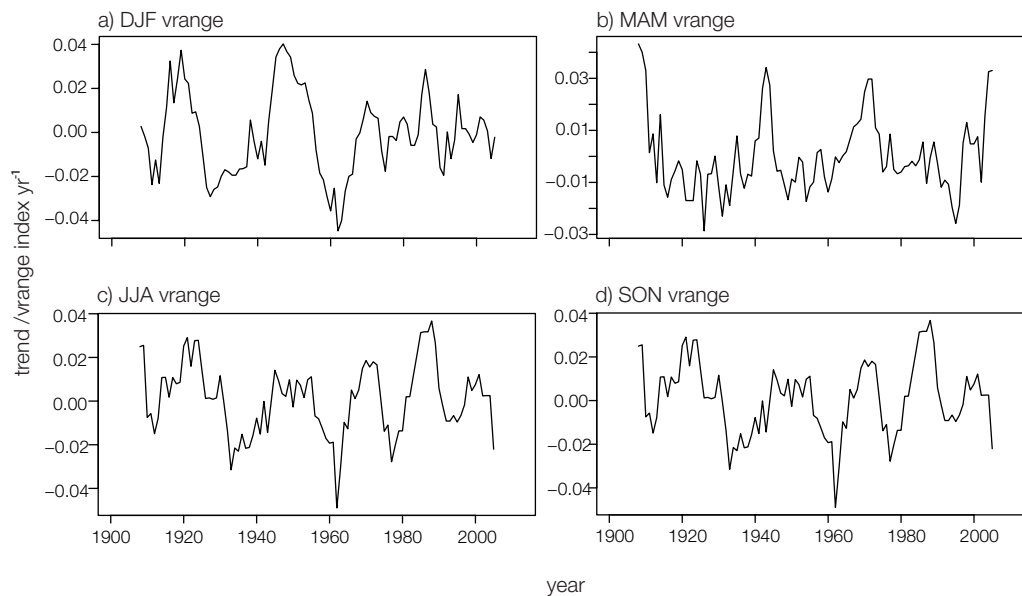 a) DJF vrange
b) MAM vrange
0.04
0.02
0.00
−0.02
−0.04
0.03
0.01
−0.01
−0.03
trend /vrange index yr-1
c) JJA vrange
d) SON vrange
0.04
0.02
0.00
−0.02
−0.04
0.04
0.02
0.00
−0.02
−0.04
1900 1920 1940 1960 1980 2000
1900 1920 1940 1960 1980 2000
year